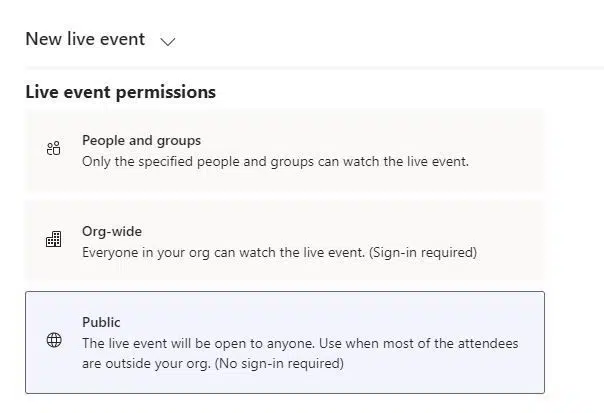 New live event
Live event permissions
People and groups
Only the specified people and groups can watch the live event.
Org-wide
Everyone in your org can watch the live event. (Sign-in required)
Public
The live event will be open to anyone. Use when most of the attendees
are outside your org. (No sign-in required)